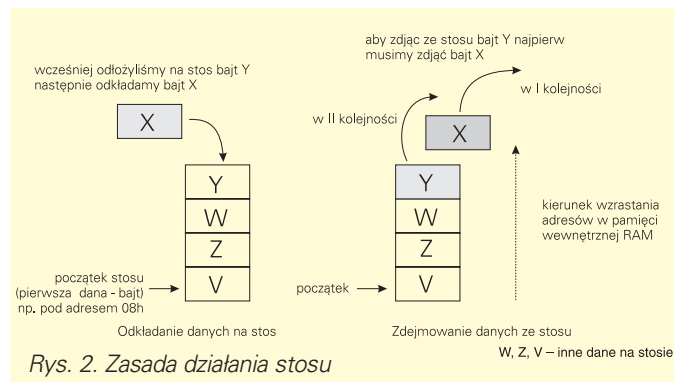 wcześniej odłożyliśmy na stos bajt Y
następnie odkładamy bajt X
X
Y
W
Z
V
początek stosu
(pierwsza dana - bajt)
np. pod adresem 08h
Odkładanie danych na stos
aby zdjąc ze stosu bajt Y najpierw
musimy zdjąć bajt X
w I kolejności
w II kolejności
X
Y
W
Z
V
początek
kierunek wzrastania
adresów w pamięci
wewnętrznej RAM
Zdejmowanie danych ze stosu
W, Z, V – inne dane na stosie
Rys. 2. Zasada działania stosu